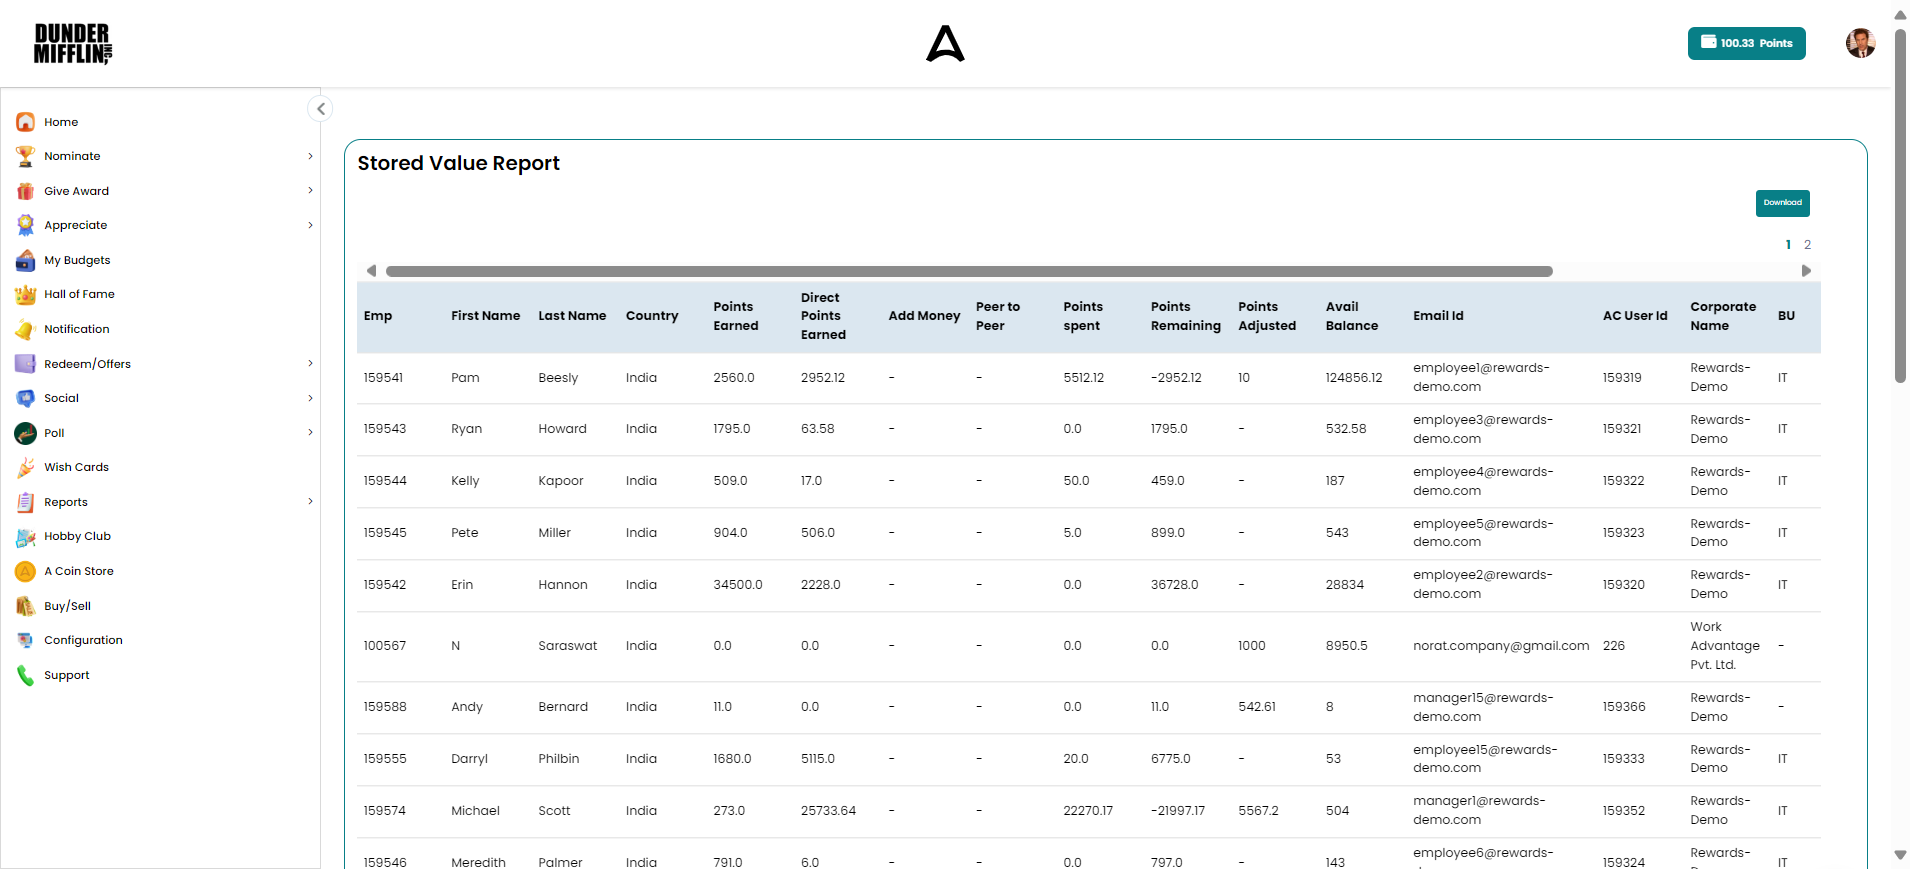 DUNDER
MIFFLIN, INC
100.33 Points
Home
Nominate
Give Award
Appreciate
My Budgets
Hall of Fame
Notification
Redeem/Offers
Social
Poll
Wish Cards
Reports
Hobby Club
A Coin Store
Buy/Sell
Configuration
Support
Stored Value Report
Download
1 2
Emp First Name Last Name Country Points Earned Direct Points Earned Add Money Peer to Peer Points spent Points Remaining Points Adjusted Avail Balance Email Id AC User Id Corporate Name BU
159541 Pam Beesly India 2560.0 2952.12 - - 5512.12 -2952.12 10 124856.12 employee1@rewards-demo.com 159319 Rewards-Demo IT
159543 Ryan Howard India 1795.0 63.58 - - 0.0 1795.0 - 532.58 employee3@rewards-demo.com 159321 Rewards-Demo IT
159544 Kelly Kapoor India 509.0 17.0 - - 50.0 459.0 - 187 employee4@rewards-demo.com 159322 Rewards-Demo IT
159545 Pete Miller India 904.0 506.0 - - 5.0 899.0 - 543 employee5@rewards-demo.com 159323 Rewards-Demo IT
159542 Erin Hannon India 34500.0 2228.0 - - 0.0 36728.0 - 28834 employee2@rewards-demo.com 159320 Rewards-Demo IT
100567 N Saraswat India 0.0 0.0 - - 0.0 0.0 1000 8950.5 norat.company@gmail.com 226 Work Advantage Pvt. Ltd. -
159588 Andy Bernard India 11.0 0.0 - - 0.0 11.0 542.61 8 manager15@rewards-demo.com 159366 Rewards-Demo -
159555 Darryl Philbin India 1680.0 5115.0 - - 20.0 6775.0 - 53 employee15@rewards-demo.com 159333 Rewards-Demo IT
159574 Michael Scott India 273.0 25733.64 - - 22270.17 -21997.17 5567.2 504 manager1@rewards-demo.com 159352 Rewards-Demo IT
159546 Meredith Palmer India 791.0 6.0 - - 0.0 797.0 - 143 employee6@rewards- 159324 Rewards-Demo IT